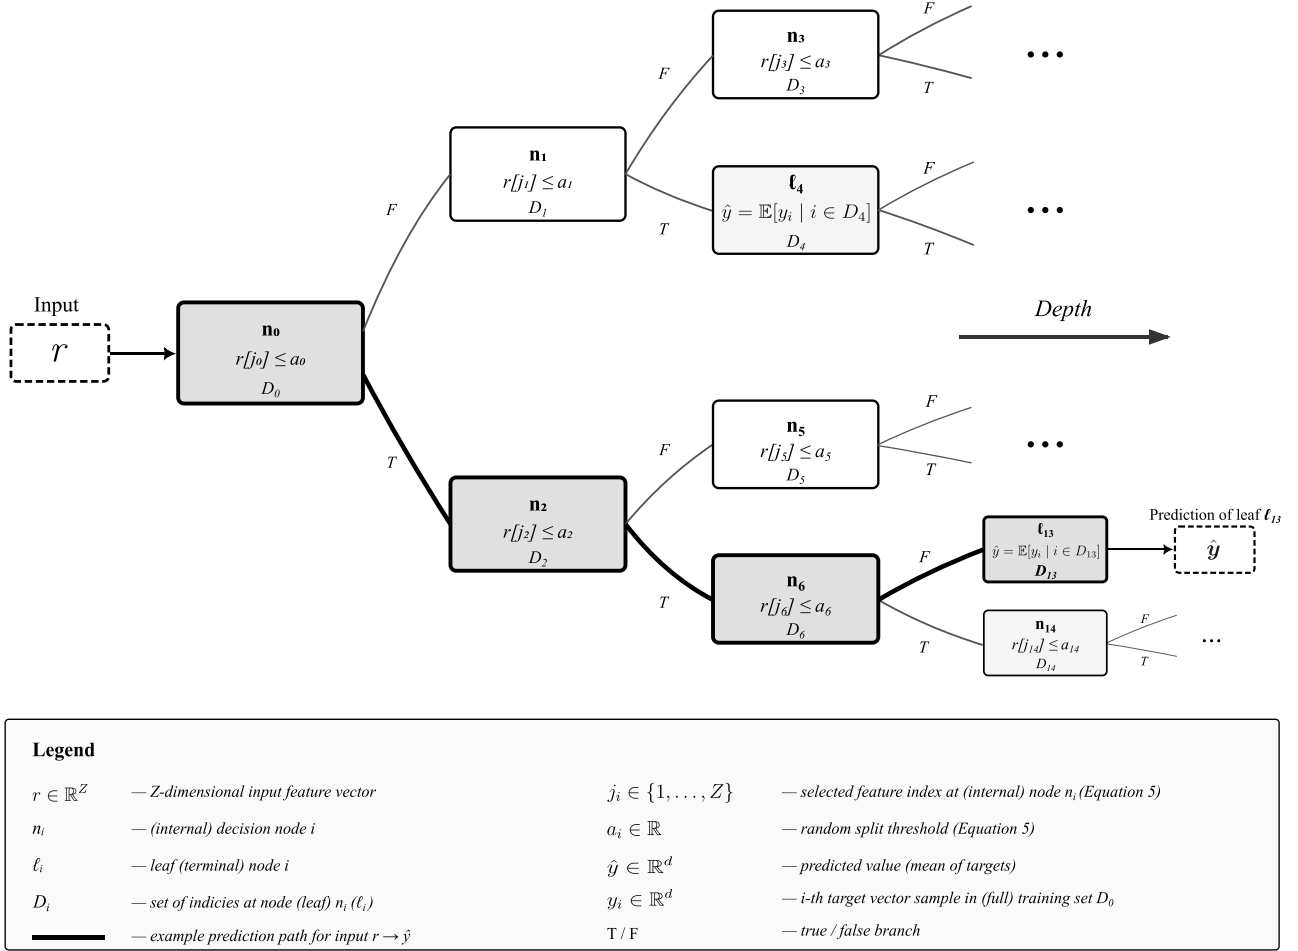 F
n₃
r[j₃] ≤ a₃
D₃
T
...
F
n₁
r[j₁] ≤ a₁
D₁
F
ℓ₄
ŷ = 𝔼[yᵢ | i ∈ D₄]
D₄
T
...
F
T
Input
r
n₀
r[j₀] ≤ a₀
D₀
Depth
T
F
n₅
r[j₅] ≤ a₅
D₅
T
...
F
n₂
r[j₂] ≤ a₂
D₂
T
n₆
r[j₆] ≤ a₆
D₆
F
ℓ₁₃
ŷ = 𝔼[yᵢ | i ∈ D₁₃]
D₁₃
Prediction of leaf ℓ₁₃
ŷ
T
n₁₄
r[j₁₄] ≤ a₁₄
D₁₄
F
T
...
Legend
r ∈ ℝ^Z — Z-dimensional input feature vector
nᵢ — (internal) decision node i
ℓᵢ — leaf (terminal) node i
Dᵢ — set of indicies at node (leaf) nᵢ (ℓᵢ)
— example prediction path for input r → ŷ
jᵢ ∈ {1, . . . , Z} — selected feature index at (internal) node nᵢ (Equation 5)
aᵢ ∈ ℝ — random split threshold (Equation 5)
ŷ ∈ ℝ^d — predicted value (mean of targets)
yᵢ ∈ ℝ^d — i-th target vector sample in (full) training set D₀
T / F — true / false branch